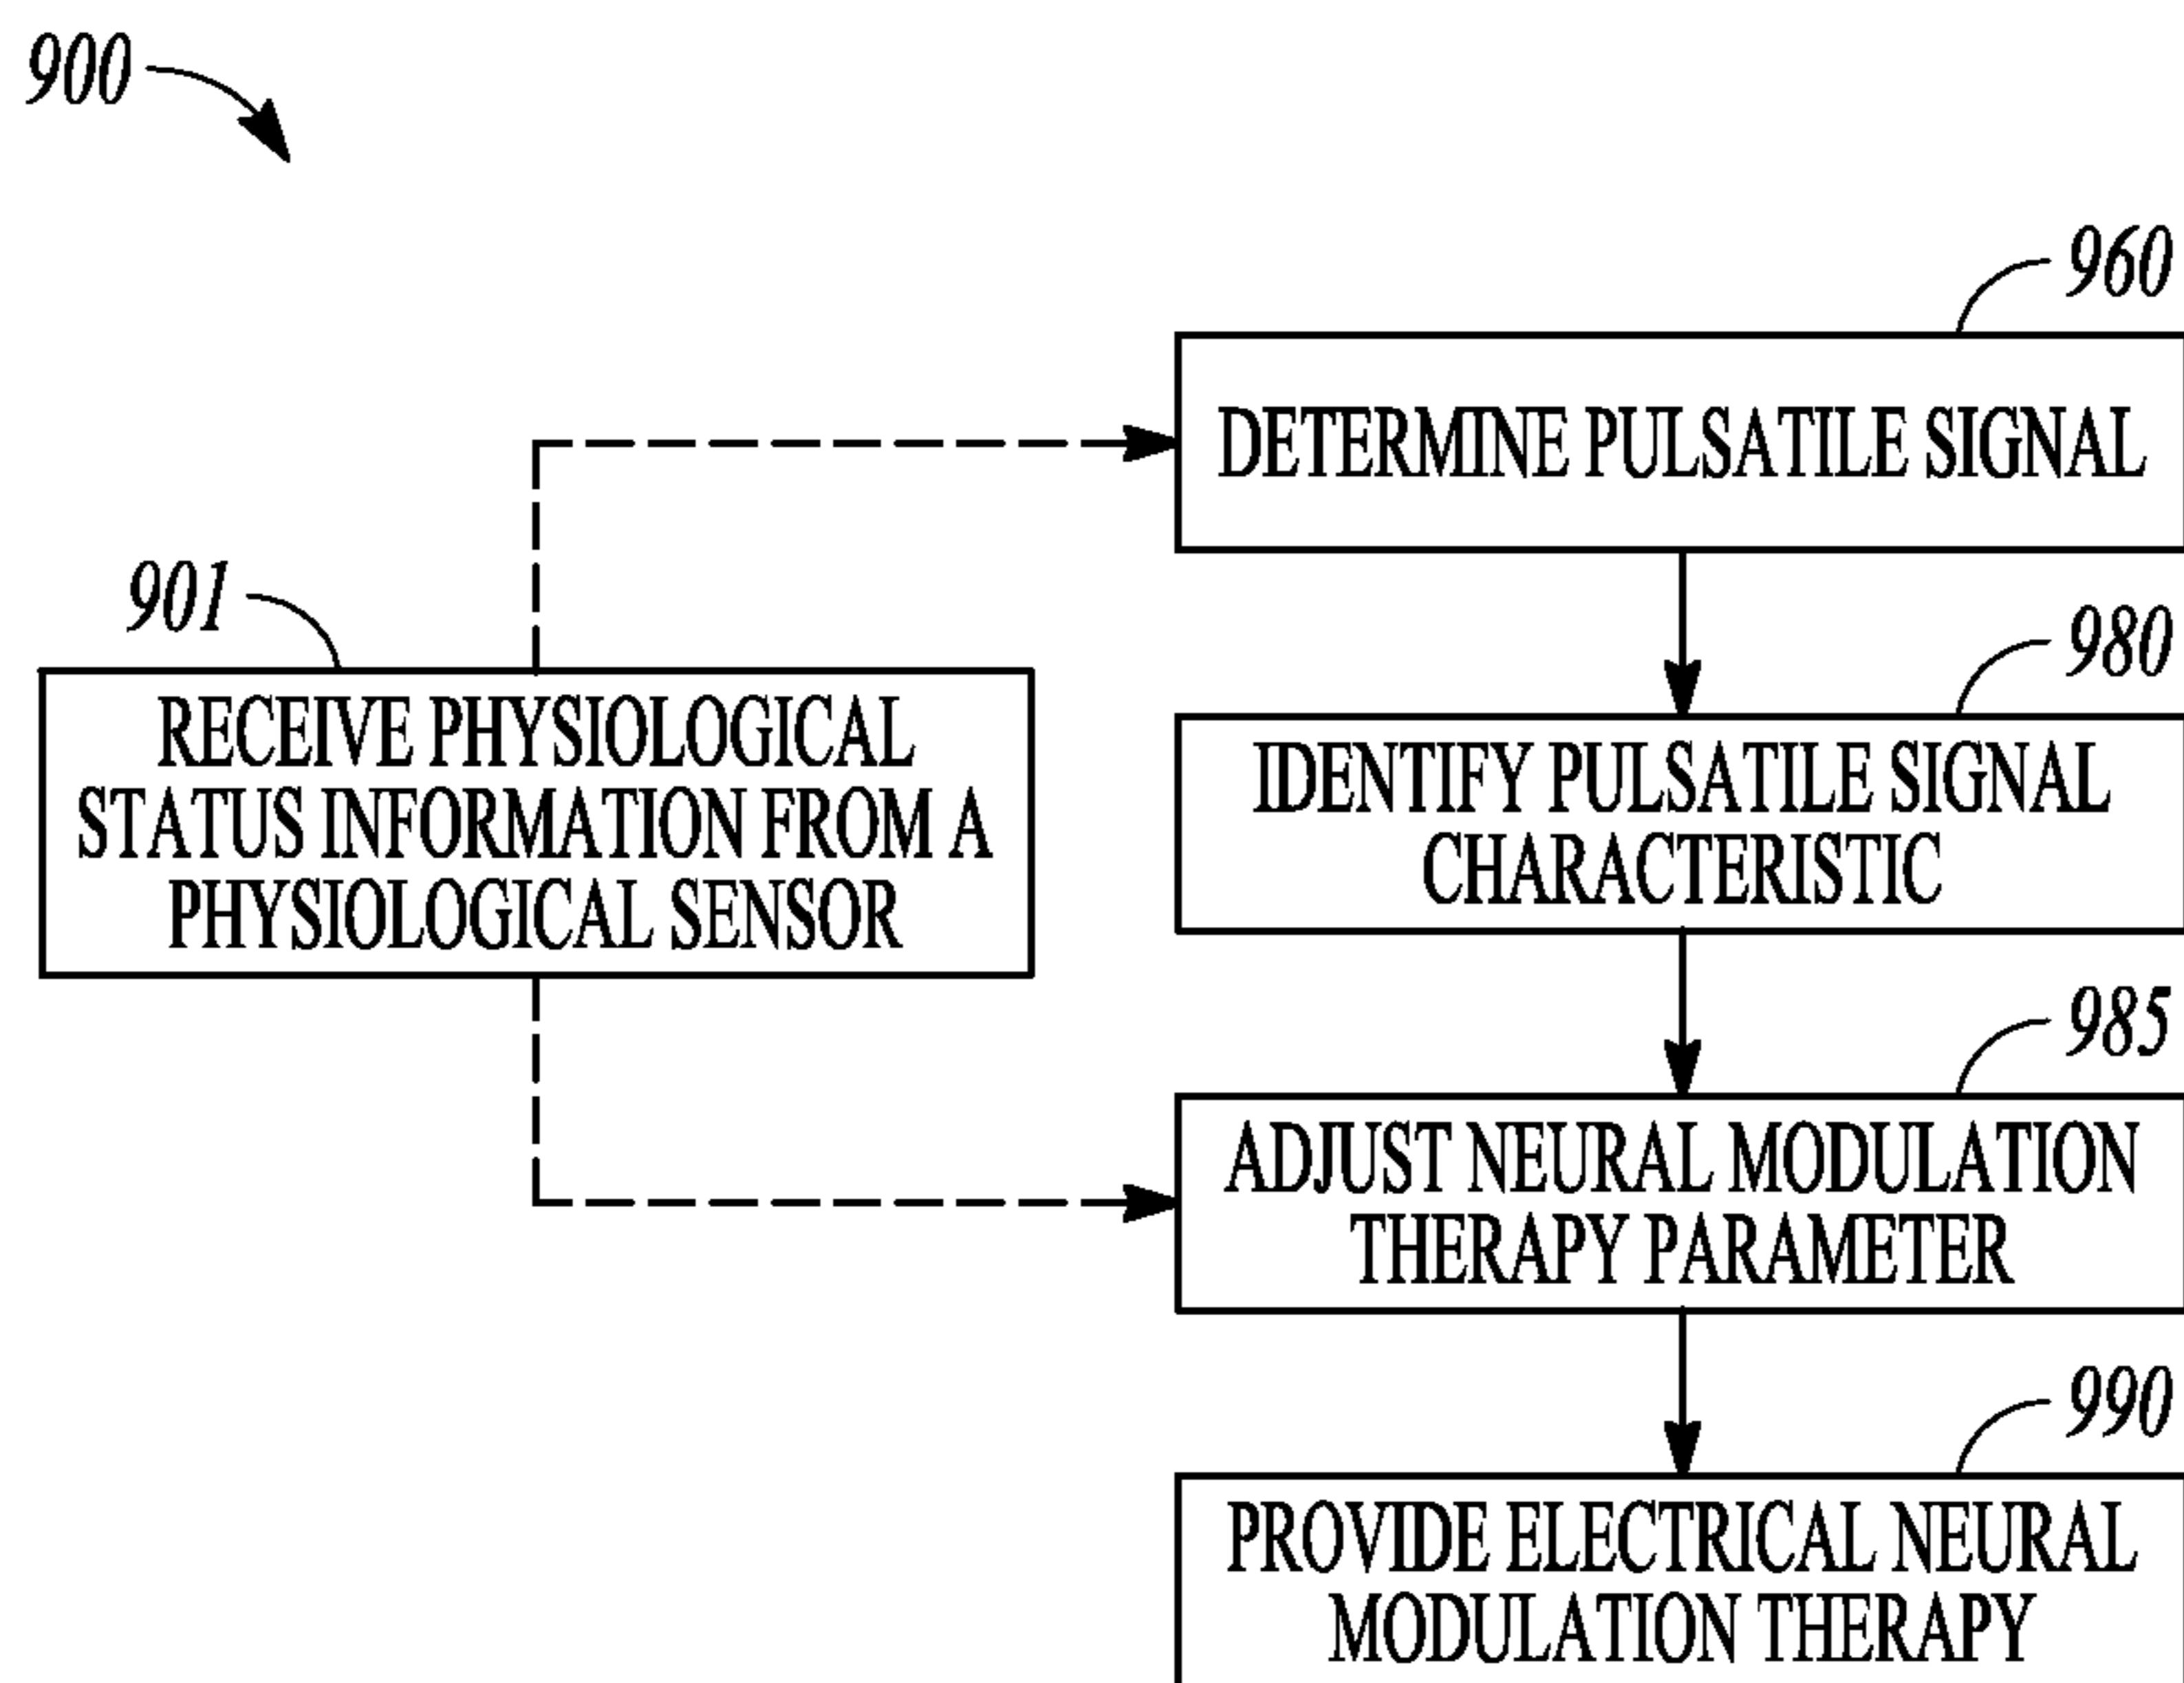 900
960
DETERMINE PULSATILE SIGNAL
901
RECEIVE PHYSIOLOGICAL
STATUS INFORMATION FROM A
PHYSIOLOGICAL SENSOR
980
IDENTIFY PULSATILE SIGNAL
CHARACTERISTIC
985
ADJUST NEURAL MODULATION
THERAPY PARAMETER
990
PROVIDE ELECTRICAL NEURAL
MODULATION THERAPY